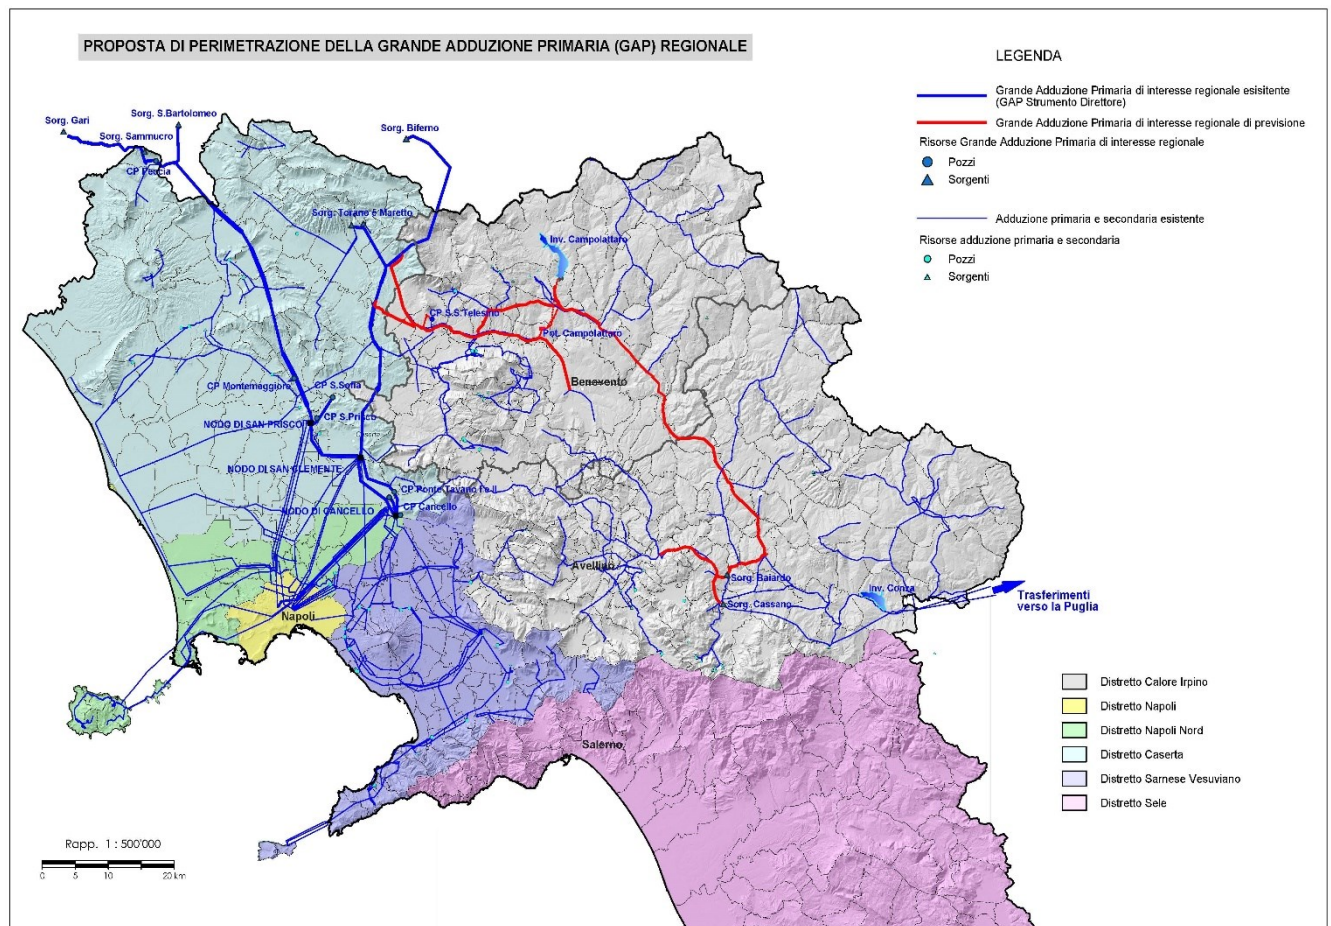 PROPOSTA DI PERIMETRAZIONE DELLA GRANDE ADDUZIONE PRIMARIA (GAP) REGIONALE
LEGENDA
Grande Adduzione Primaria di interesse regionale esisitente
(GAP Strumento Direttore)
Grande Adduzione Primaria di interesse regionale di previsione
Risorse Grande Adduzione Primaria di interesse regionale
Pozzi
Sorgenti
Adduzione primaria e secondaria esistente
Risorse adduzione primaria e secondaria
Pozzi
Sorgenti
Sorg. Gari
Sorg. S.Bartolomeo
Sorg. Sammucro
Sorg. Biferno
CP Peccia
Sorg. Torano e Maretto
Inv. Campolattaro
CP S.S.Telesino
Pot. Campolattaro
CP Montemaggiore
CP S.Sofia
Benevento
CP S.Prisco
NODO DI SAN PRISCO
Caserta
NODO DI SAN CLEMENTE
CP Ponte Tavano I e II
NODO DI CANCELLO
CP Cancello
Avellino
Sorg. Baiardo
Inv. Conza
Sorg. Cassano
Trasferimenti
verso la Puglia
Napoli
Salerno
Distretto Calore Irpino
Distretto Napoli
Distretto Napoli Nord
Distretto Caserta
Distretto Sarnese Vesuviano
Distretto Sele
Rapp. 1 : 500'000
0 5 10 20 km